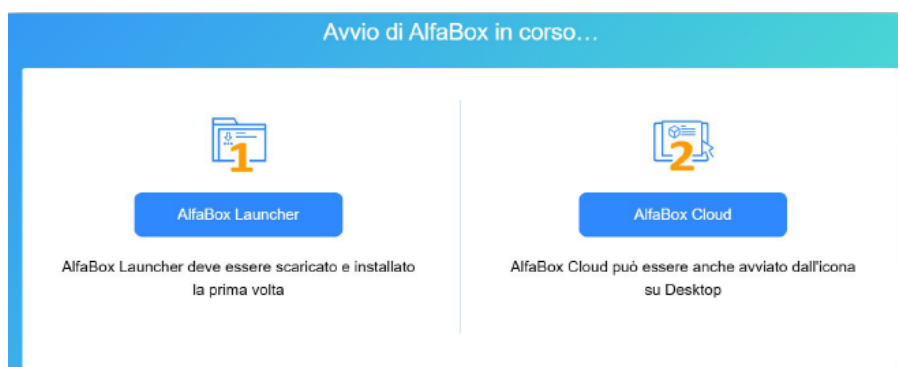 Avvio di AlfaBox in corso...
1
AlfaBox Launcher
AlfaBox Launcher deve essere scaricato e installato
la prima volta
2
AlfaBox Cloud
AlfaBox Cloud può essere anche avviato dall'icona
su Desktop